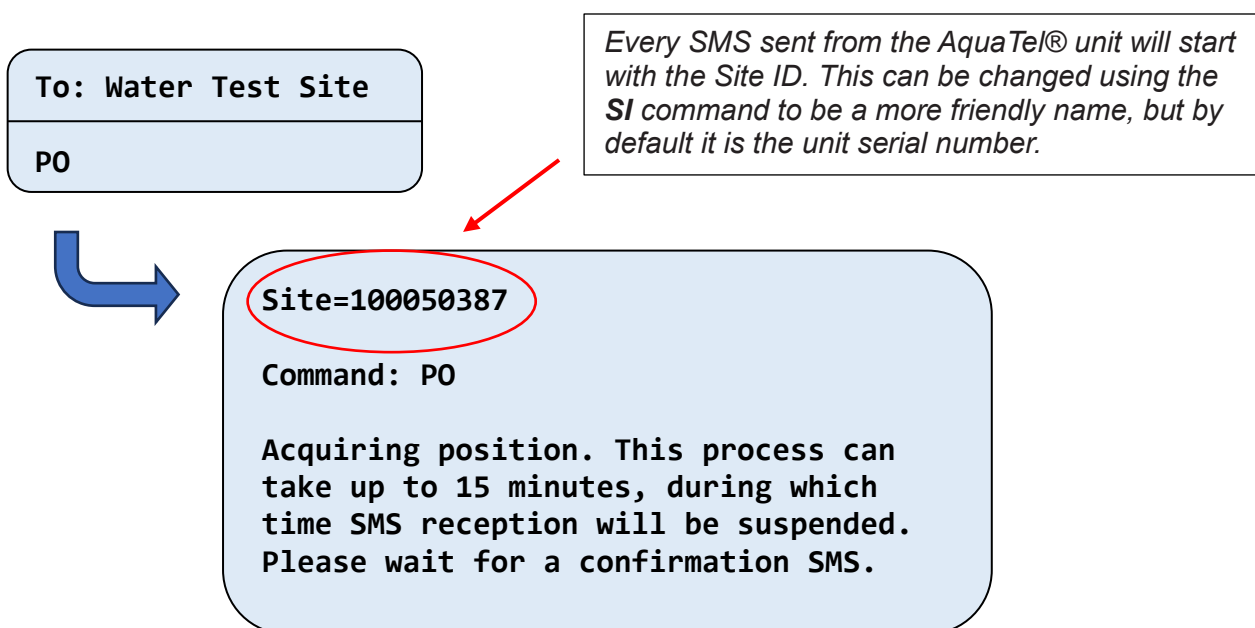 To: Water Test Site
PO
Every SMS sent from the AquaTel® unit will start
with the Site ID. This can be changed using the
SI command to be a more friendly name, but by
default it is the unit serial number.
Site=100050387
Command: PO
Acquiring position. This process can
take up to 15 minutes, during which
time SMS reception will be suspended.
Please wait for a confirmation SMS.